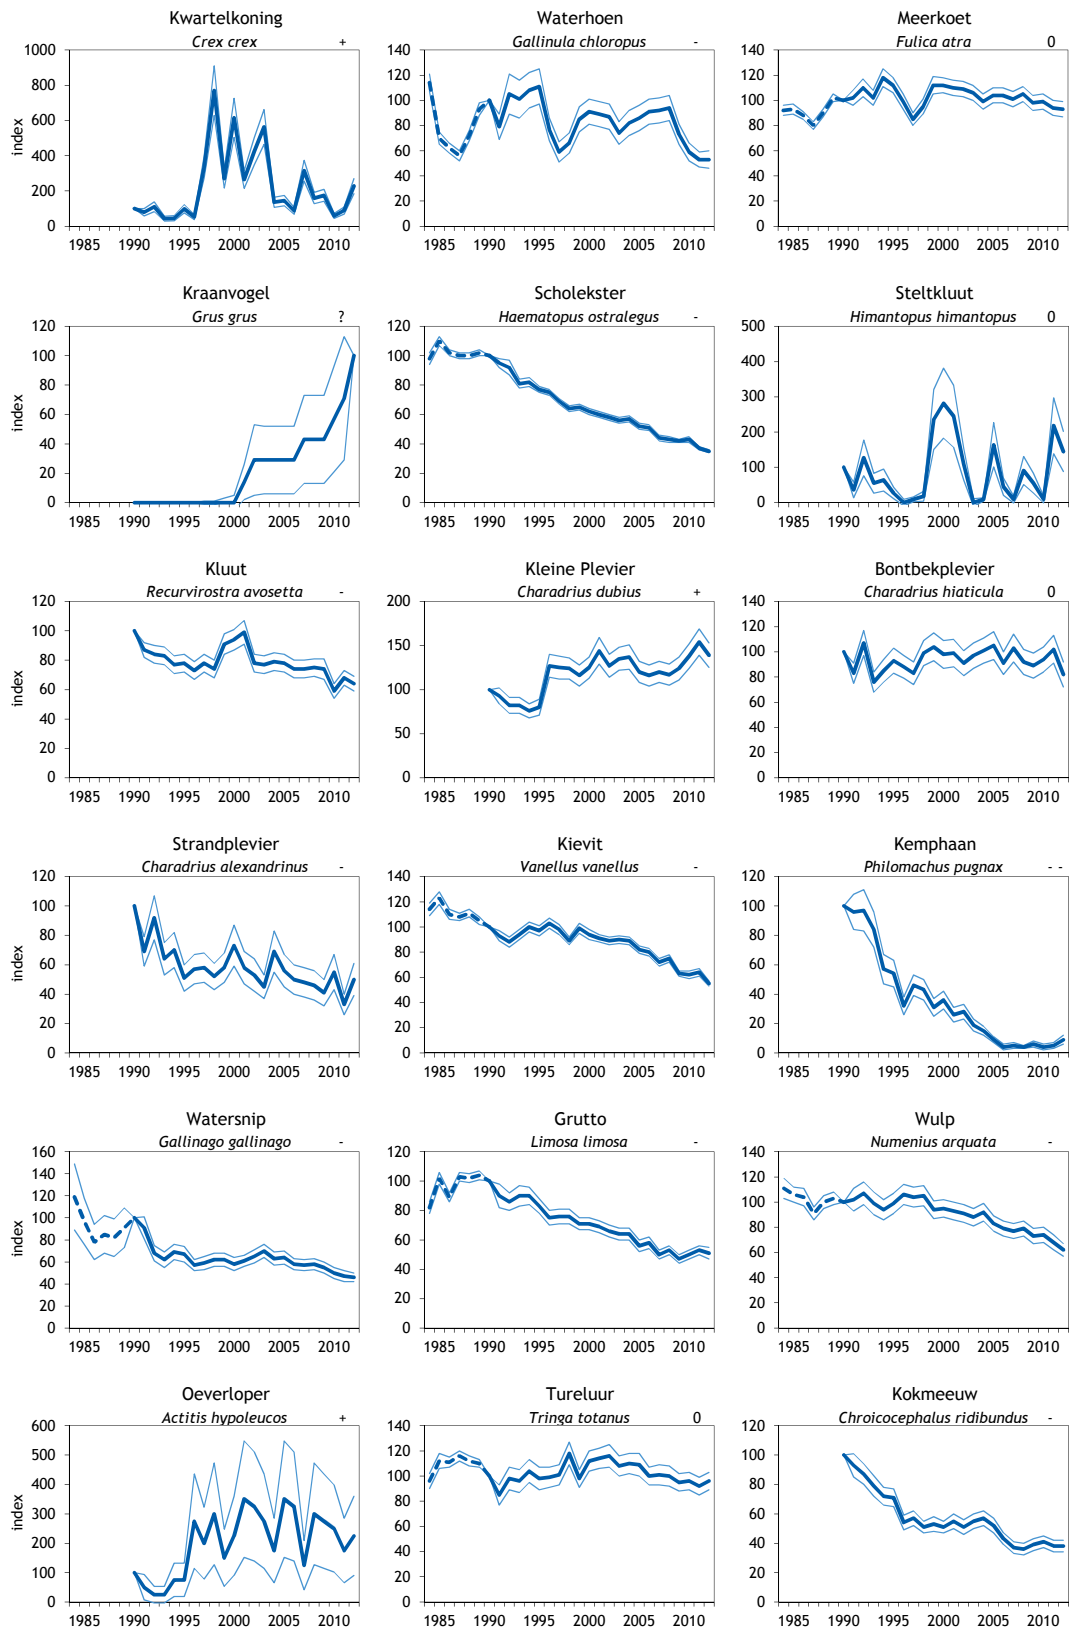 Kwartelkoning Waterhoen Meerkoet
Crex crex + Gallinula chloropus - Fulica atra 0
1000 140 140
120 120
800
100 100
600 80 80
index
400 60 60
40 40
200
20 20
0 0 0
1985 1990 1995 2000 2005 2010 1985 1990 1995 2000 2005 2010 1985 1990 1995 2000 2005 2010
Kraanvogel Scholekster Steltkluut
Grus grus ? Haematopus ostralegus - Himantopus himantopus 0
120 120 500
100 100
400
80 80
300
index
60 60
200
40 40
100
20 20
0 0 0
1985 1990 1995 2000 2005 2010 1985 1990 1995 2000 2005 2010 1985 1990 1995 2000 2005 2010
Kluut Kleine Plevier Bontbekplevier
Recurvirostra avosetta - Charadrius dubius + Charadrius hiaticula 0
120 200 140
100 120
150
80 100
80
index
60 100
60
40
50 40
20
20
0 0 0
1985 1990 1995 2000 2005 2010 1985 1990 1995 2000 2005 2010 1985 1990 1995 2000 2005 2010
Strandplevier Kievit Kemphaan
Charadrius alexandrinus - Vanellus vanellus - Philomachus pugnax - -
120 140 120
120
100 100
100
80 80
80
index
60 60
60
40 40
40
20 20
20
0 0 0
1985 1990 1995 2000 2005 2010 1985 1990 1995 2000 2005 2010 1985 1990 1995 2000 2005 2010
Watersnip Grutto Wulp
Gallinago gallinago - Limosa limosa - Numenius arquata -
160 120 140
140 120
100
120 100
80
100
index
80
80 60
60
60 40
40
40
20
20
20
0 0 0
1985 1990 1995 2000 2005 2010 1985 1990 1995 2000 2005 2010 1985 1990 1995 2000 2005 2010
Oeverloper Tureluur Kokmeeuw
Actitis hypoleucos + Tringa totanus 0 Chroicocephalus ridibundus -
600 140 120
500 120
100
400 100
80
80
index
300 60
60
200 40
40
100
20 20
0 0 0
1985 1990 1995 2000 2005 2010 1985 1990 1995 2000 2005 2010 1985 1990 1995 2000 2005 2010